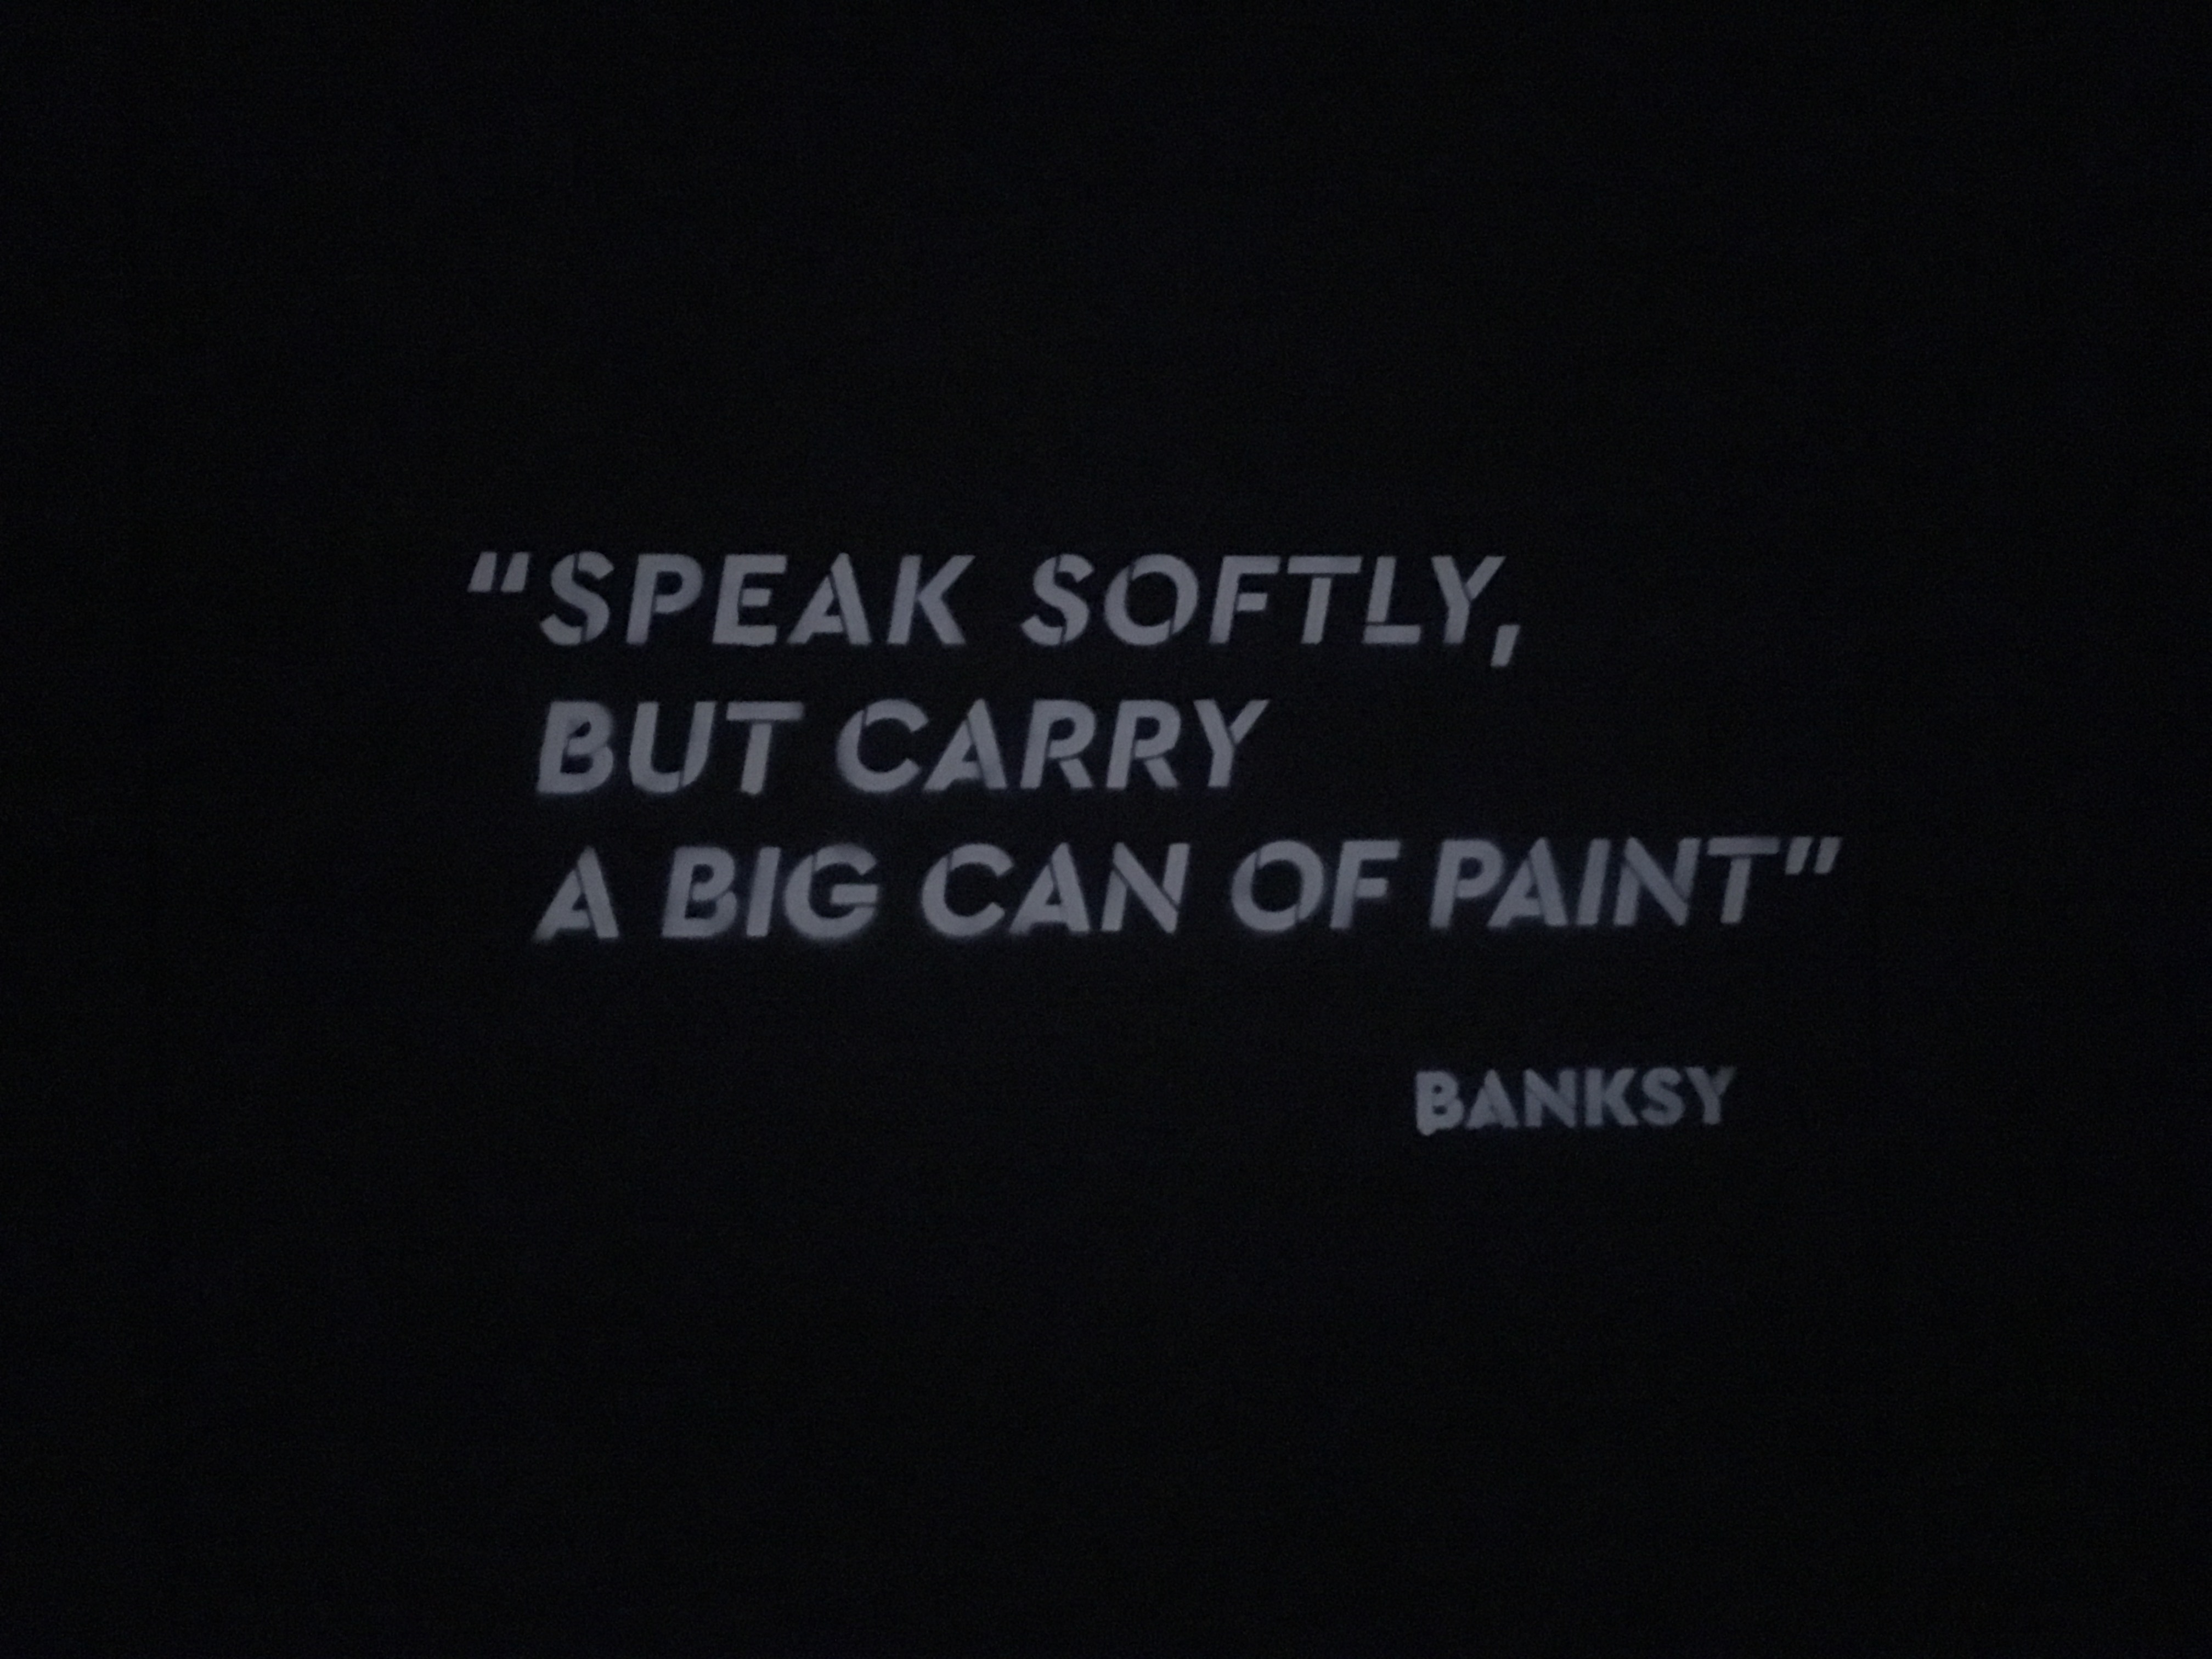 “SPEAK SOFTLY,
BUT CARRY
A BIG CAN OF PAINT”
BANKSY